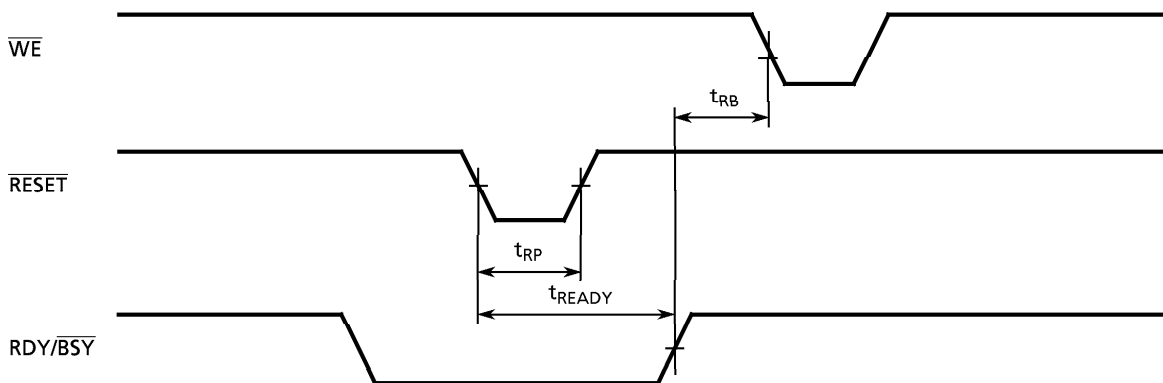 WE
tRB
RESET
tRP
tREADY
RDY/BSY